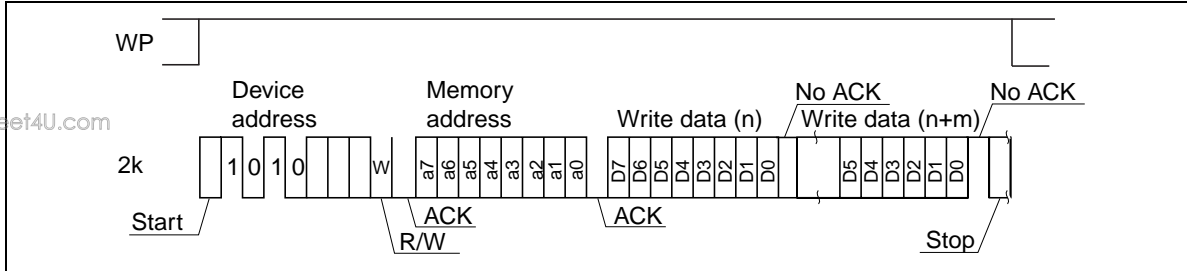 WP
Device
address
Memory
address
No ACK
No ACK
Write data (n)
Write data (n+m)
eet4U.com
2k
1 0 1 0
W
a7 a6 a5 a4 a3 a2 a1 a0
D7 D6 D5 D4 D3 D2 D1 D0
D5 D4 D3 D2 D1 D0
Start
ACK
R/W
ACK
Stop